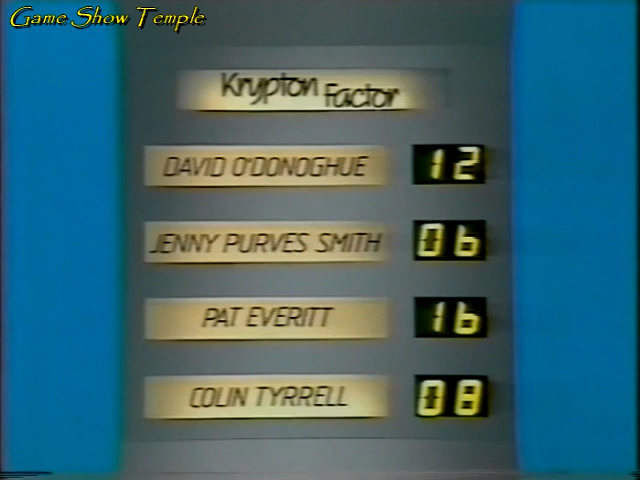 Game Show Temple
Krypton Factor
DAVID O'DONOGHUE 12
JENNY PURVES SMITH 06
PAT EVERITT 16
COLIN TYRRELL 08